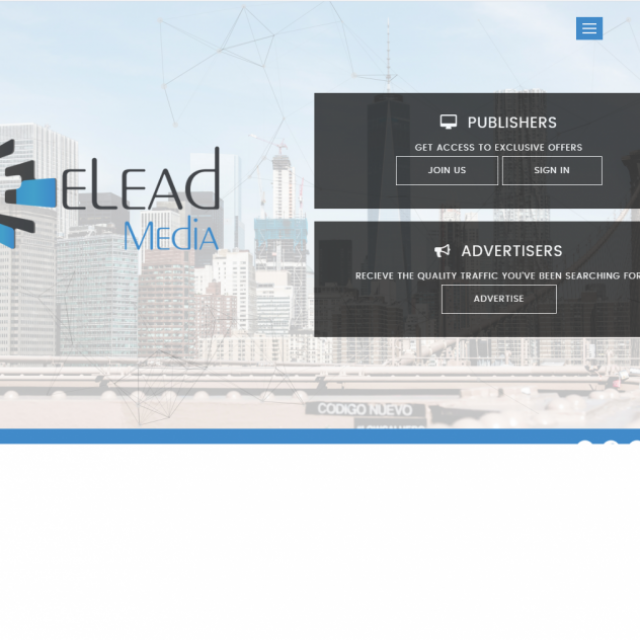 PUBLISHERS
GET ACCESS TO EXCLUSIVE OFFERS
JOIN US
SIGN IN
eLEAd
MediA
ADVERTISERS
RECIEVE THE QUALITY TRAFFIC YOU'VE BEEN SEARCHING FOR
ADVERTISE
CODIGO NUEVO